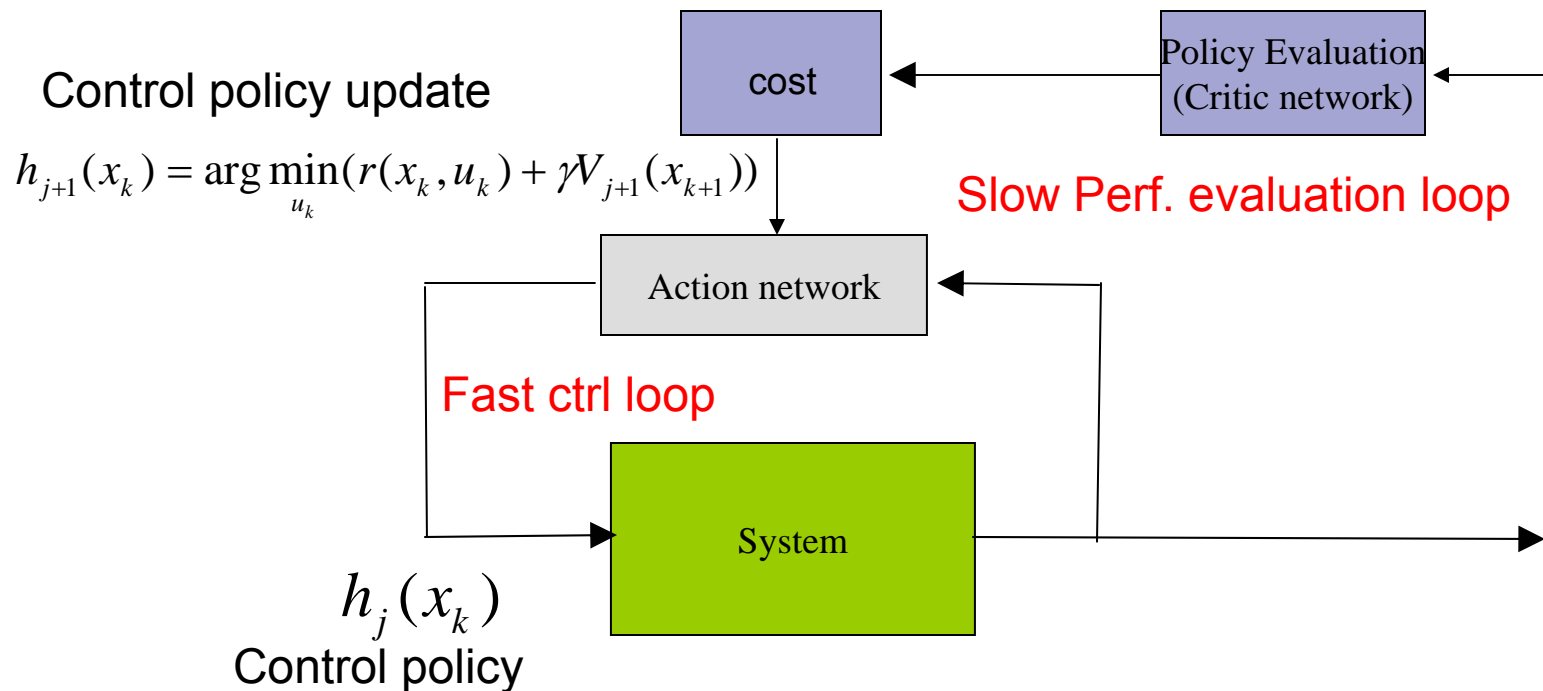 cost
Policy Evaluation
(Critic network)
Control policy update
h_{j+1}(x_k) = arg min_{u_k}(r(x_k, u_k) + γV_{j+1}(x_{k+1}))
Slow Perf. evaluation loop
Action network
Fast ctrl loop
System
h_j(x_k)
Control policy